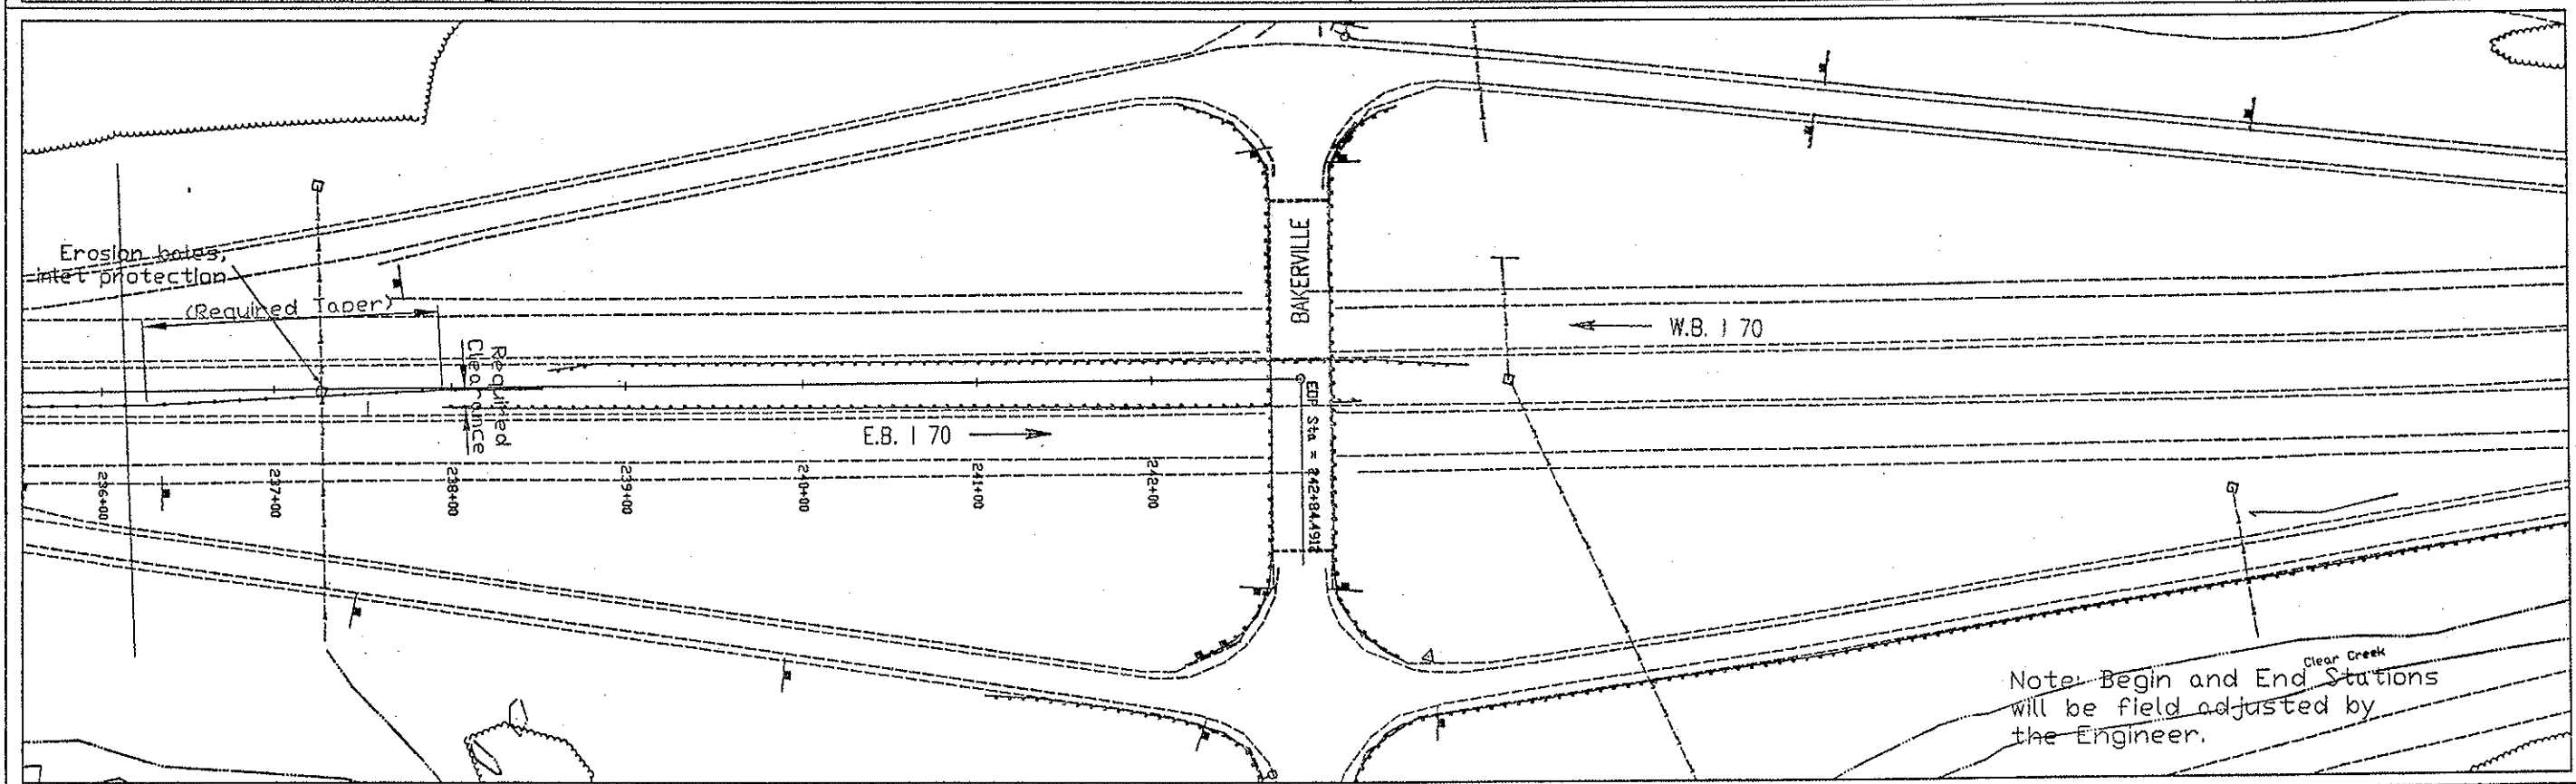 Erosion bales,
inlet protection
(Required Taper)
Required
Clearance
BAKERVILLE
W.B. I 70
E.B. I 70
EOP Sta = 242+84.4912
236+00
237+00
238+00
239+00
240+00
241+00
242+00
Clear Creek
Note: Begin and End Stations
will be field adjusted by
the Engineer.